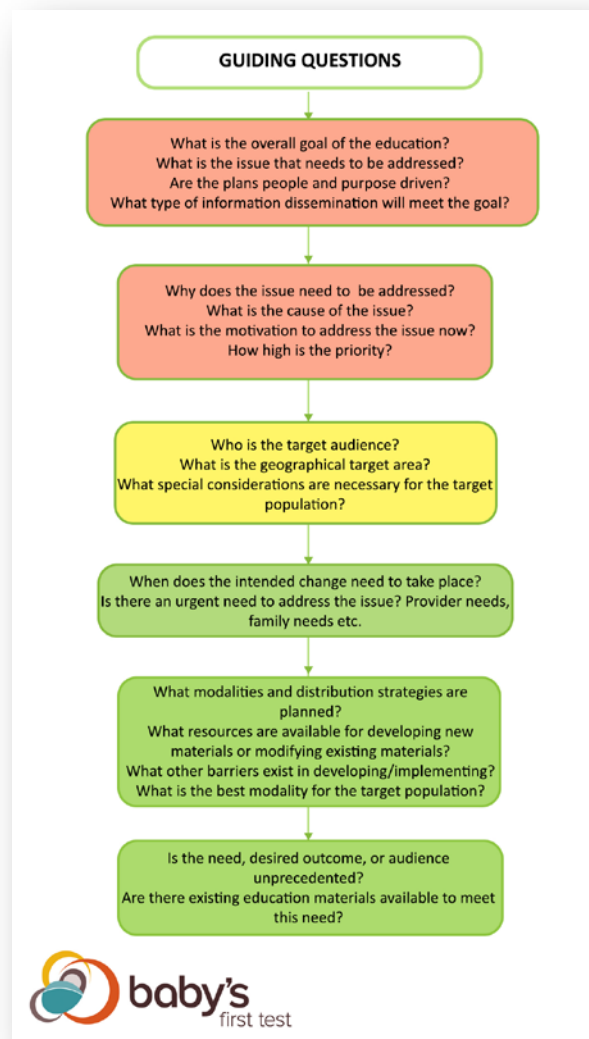 GUIDING QUESTIONS
What is the overall goal of the education?
What is the issue that needs to be addressed?
Are the plans people and purpose driven?
What type of information dissemination will meet the goal?
Why does the issue need to be addressed?
What is the cause of the issue?
What is the motivation to address the issue now?
How high is the priority?
Who is the target audience?
What is the geographical target area?
What special considerations are necessary for the target
population?
When does the intended change need to take place?
Is there an urgent need to address the issue? Provider needs,
family needs etc.
What modalities and distribution strategies are
planned?
What resources are available for developing new
materials or modifying existing materials?
What other barriers exist in developing/implementing?
What is the best modality for the target population?
Is the need, desired outcome, or audience
unprecedented?
Are there existing education materials available to meet
this need?
baby's
first test